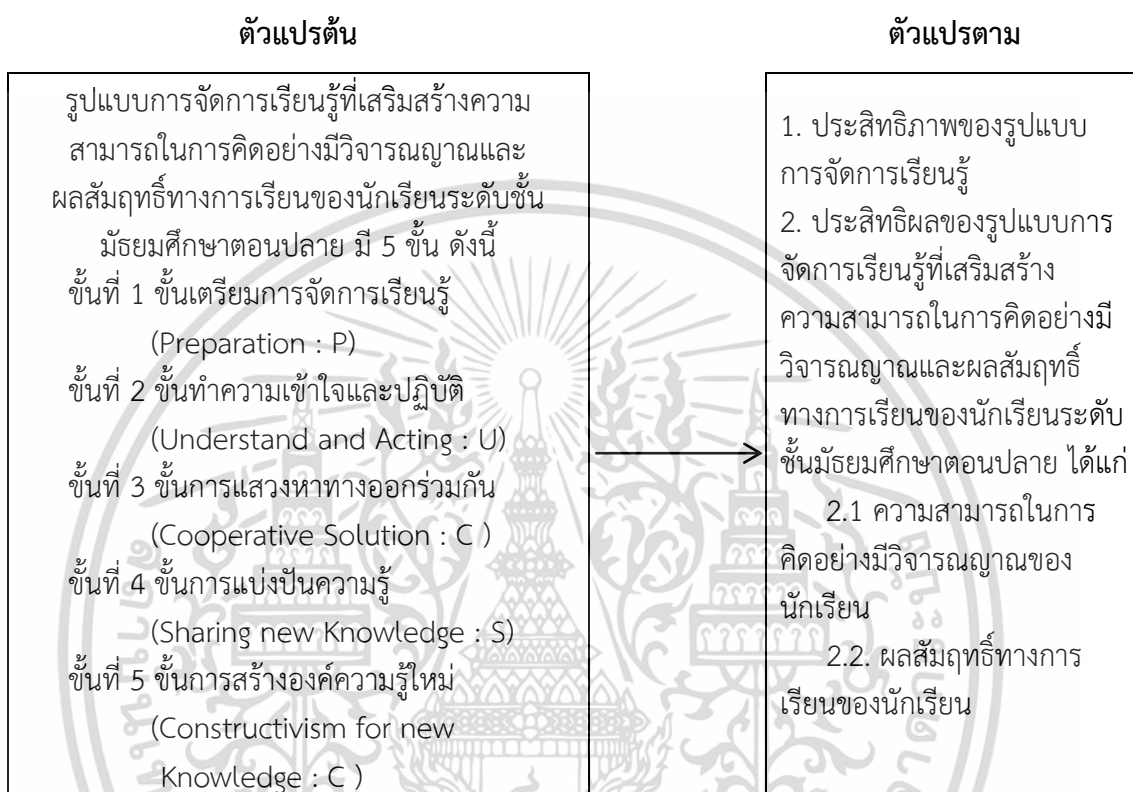 ตัวแปรต้น
รูปแบบการจัดการเรียนรู้ที่เสริมสร้างความ
สามารถในการคิดอย่างมีวิจารณญาณและ
ผลสัมฤทธิ์ทางการเรียนของนักเรียนระดับชั้น
มัธยมศึกษาตอนปลาย มี 5 ขั้น ดังนี้
ขั้นที่ 1 ขั้นเตรียมการจัดการเรียนรู้
(Preparation : P)
ขั้นที่ 2 ขั้นทำความเข้าใจและปฏิบัติ
(Understand and Acting : U)
ขั้นที่ 3 ขั้นการแสวงหาทางออกร่วมกัน
(Cooperative Solution : C )
ขั้นที่ 4 ขั้นการแบ่งปันความรู้
(Sharing new Knowledge : S)
ขั้นที่ 5 ขั้นการสร้างองค์ความรู้ใหม่
(Constructivism for new
Knowledge : C )
ตัวแปรตาม
1. ประสิทธิภาพของรูปแบบ
การจัดการเรียนรู้
2. ประสิทธิผลของรูปแบบการ
จัดการเรียนรู้ที่เสริมสร้าง
ความสามารถในการคิดอย่างมี
วิจารณญาณและผลสัมฤทธิ์
ทางการเรียนของนักเรียนระดับ
ชั้นมัธยมศึกษาตอนปลาย ได้แก่
2.1 ความสามารถในการ
คิดอย่างมีวิจารณญาณของ
นักเรียน
2.2. ผลสัมฤทธิ์ทางการ
เรียนของนักเรียน